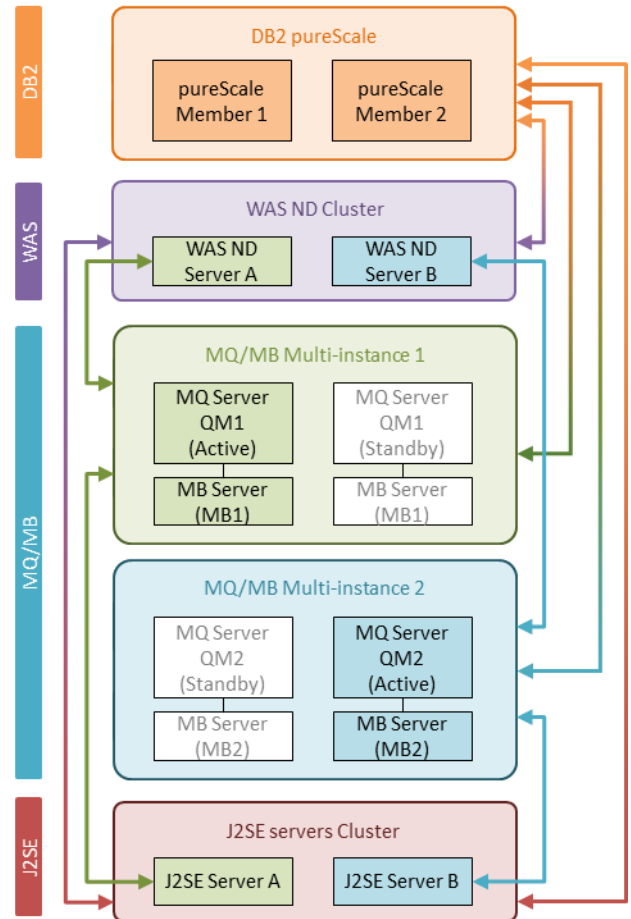 DB2
DB2 pureScale
pureScale
Member 1
pureScale
Member 2
WAS
WAS ND Cluster
WAS ND
Server A
WAS ND
Server B
MQ/MB
MQ/MB Multi-instance 1
MQ Server
QM1
(Active)
MB Server
(MB1)
MQ Server
QM1
(Standby)
MB Server
(MB1)
MQ/MB Multi-instance 2
MQ Server
QM2
(Standby)
MB Server
(MB2)
MQ Server
QM2
(Active)
MB Server
(MB2)
J2SE
J2SE servers Cluster
J2SE Server A
J2SE Server B